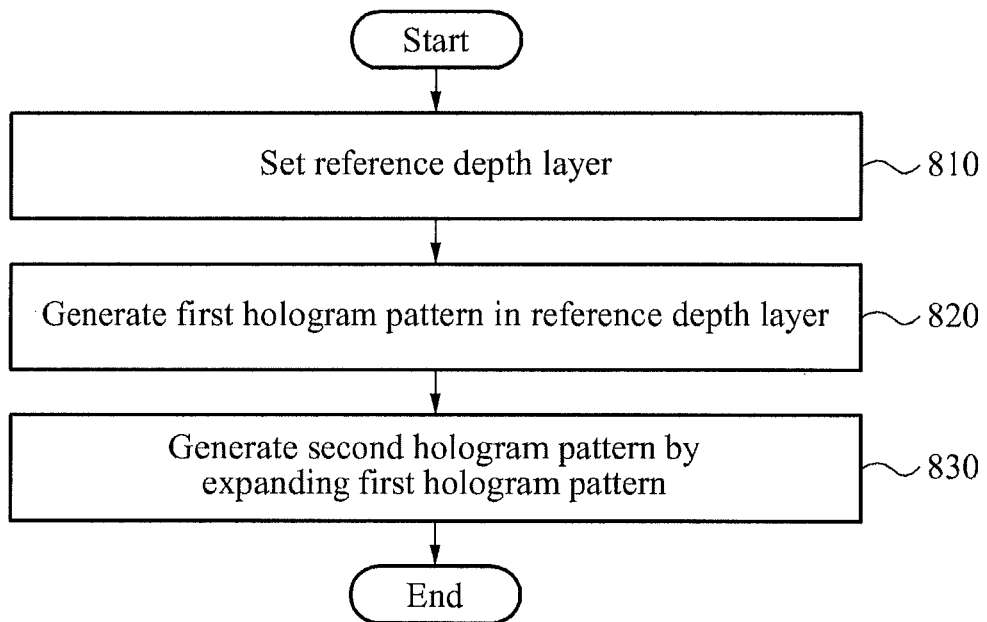 Start
Set reference depth layer
810
Generate first hologram pattern in reference depth layer
820
Generate second hologram pattern by
expanding first hologram pattern
830
End